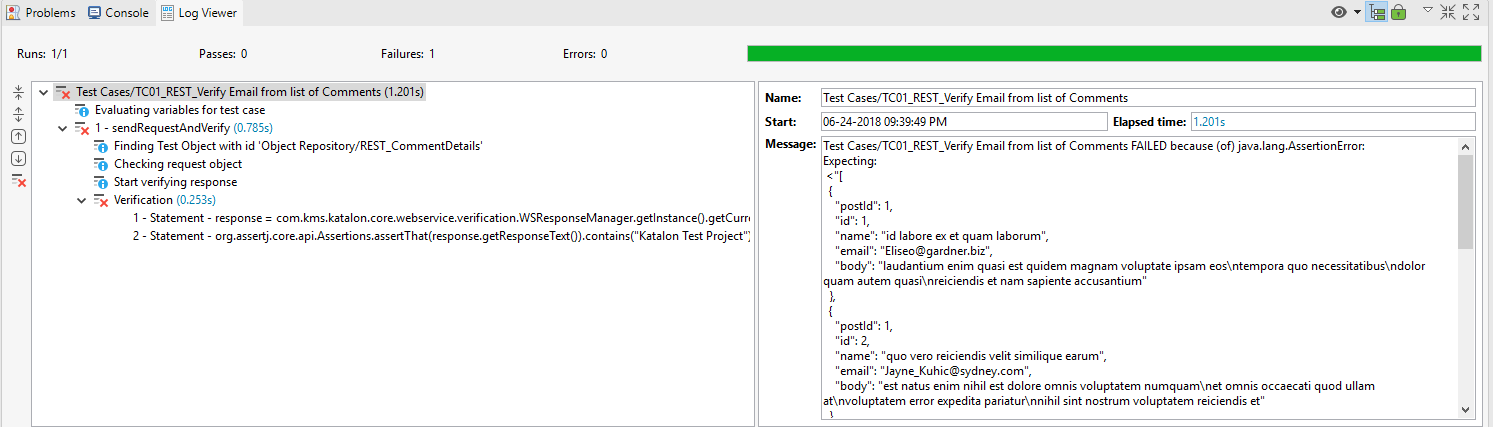 Problems Console Log Viewer
Runs: 1/1 Passes: 0 Failures: 1 Errors: 0
Test Cases/TC01_REST_Verify Email from list of Comments (1.201s)
Evaluating variables for test case
1 - sendRequestAndVerify (0.785s)
Finding Test Object with id 'Object Repository/REST_CommentDetails'
Checking request object
Start verifying response
Verification (0.253s)
1 - Statement - response = com.kms.katalon.core.webservice.verification.WSResponseManager.getInstance().getCurre
2 - Statement - org.assertj.core.api.Assertions.assertThat(response.getResponseText()).contains("Katalon Test Project")
Name: Test Cases/TC01_REST_Verify Email from list of Comments
Start: 06-24-2018 09:39:49 PM Elapsed time: 1.201s
Message: Test Cases/TC01_REST_Verify Email from list of Comments FAILED because (of) java.lang.AssertionError:
Expecting:
<"[
{
"postId": 1,
"id": 1,
"name": "id labore ex et quam laborum",
"email": "Eliseo@gardner.biz",
"body": "laudantium enim quasi est quidem magnam voluptate ipsam eos\ntempora quo necessitatibus\ndolor
quam autem quasi\nreiciendis et nam sapiente accusantium"
},
{
"postId": 1,
"id": 2,
"name": "quo vero reiciendis velit similique earum",
"email": "Jayne_Kuhic@sydney.com",
"body": "est natus enim nihil est dolore omnis voluptatem numquam\net omnis occaecati quod ullam
at\nvoluptatem error expedita pariatur\nnihil sint nostrum voluptatem reiciendis et"
}